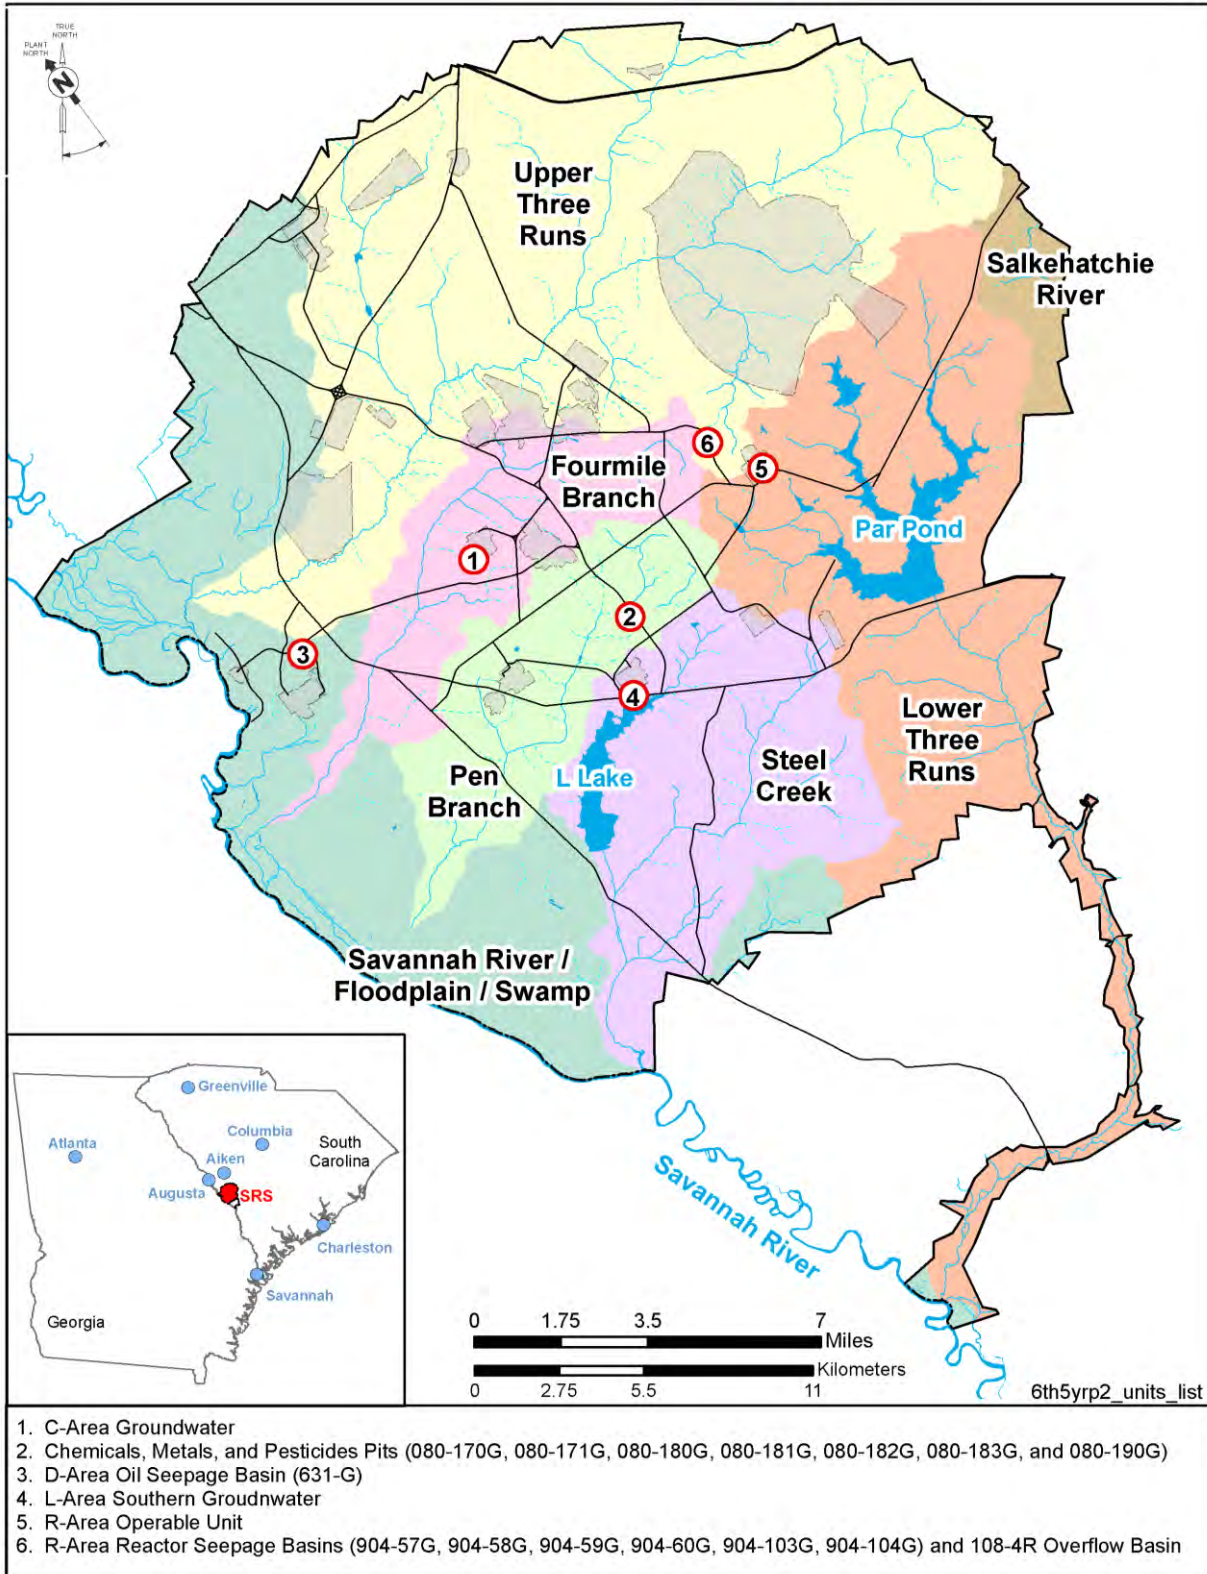 TRUE
NORTH
PLANT
NORTH
N
Upper
Three
Runs
Salkehatchie
River
6
5
Fourmile
Branch
Par Pond
1
2
3
4
Lower
Three
Runs
Steel
Creek
L Lake
Pen
Branch
Savannah River /
Floodplain / Swamp
Greenville
Columbia
Atlanta
South
Carolina
Aiken
Augusta
SRS
Charleston
Savannah
Georgia
Savannah River
0 1.75 3.5 7
Miles
Kilometers
0 2.75 5.5 11
6th5yrp2_units_list
1. C-Area Groundwater
2. Chemicals, Metals, and Pesticides Pits (080-170G, 080-171G, 080-180G, 080-181G, 080-182G, 080-183G, and 080-190G)
3. D-Area Oil Seepage Basin (631-G)
4. L-Area Southern Groudnwater
5. R-Area Operable Unit
6. R-Area Reactor Seepage Basins (904-57G, 904-58G, 904-59G, 904-60G, 904-103G, 904-104G) and 108-4R Overflow Basin